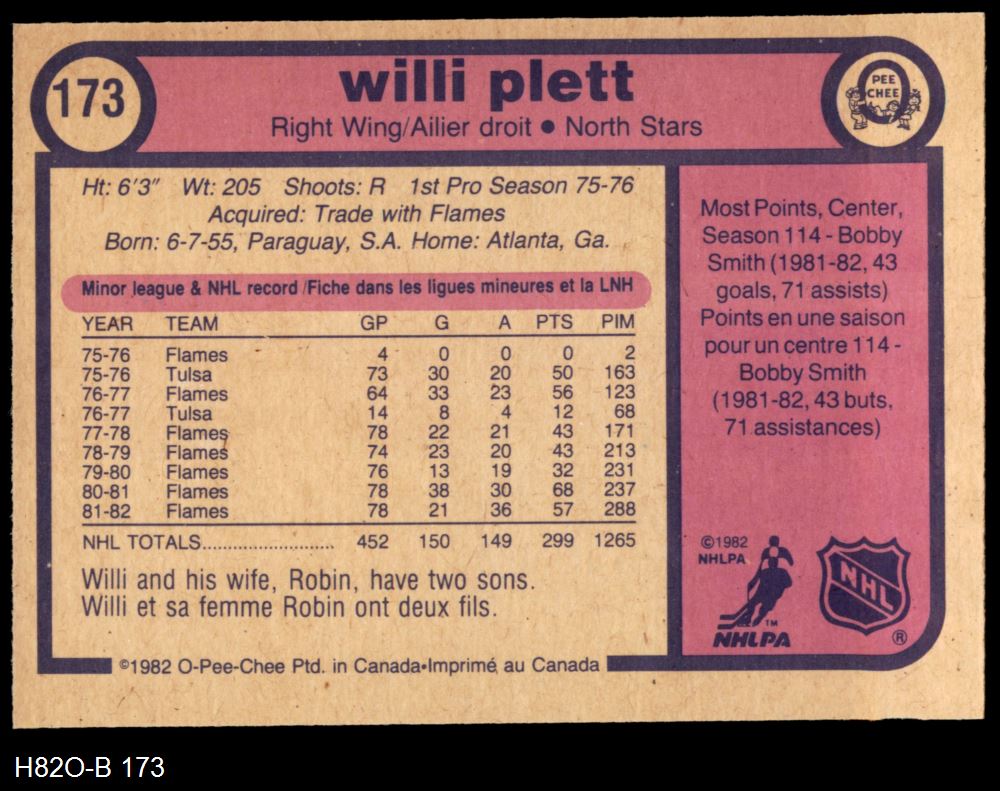 173
willi plett
Right Wing/Ailier droit ● North Stars
PEE
CHEE
Ht: 6'3" Wt: 205 Shoots: R 1st Pro Season 75-76
Acquired: Trade with Flames
Born: 6-7-55, Paraguay, S.A. Home: Atlanta, Ga.
Minor league & NHL record /Fiche dans les ligues mineures et la LNH
YEAR TEAM GP G A PTS PIM
75-76 Flames 4 0 0 0 2
75-76 Tulsa 73 30 20 50 163
76-77 Flames 64 33 23 56 123
76-77 Tulsa 14 8 4 12 68
77-78 Flames 78 22 21 43 171
78-79 Flames 74 23 20 43 213
79-80 Flames 76 13 19 32 231
80-81 Flames 78 38 30 68 237
81-82 Flames 78 21 36 57 288
NHL TOTALS........................... 452 150 149 299 1265
Willi and his wife, Robin, have two sons.
Willi et sa femme Robin ont deux fils.
©1982 O-Pee-Chee Ptd. in Canada•Imprimé au Canada
Most Points, Center,
Season 114 - Bobby
Smith (1981-82, 43
goals, 71 assists)
Points en une saison
pour un centre 114 -
Bobby Smith
(1981-82, 43 buts,
71 assistances)
©1982
NHLPA
TM
NHLPA
NHL
®
H82O-B 173